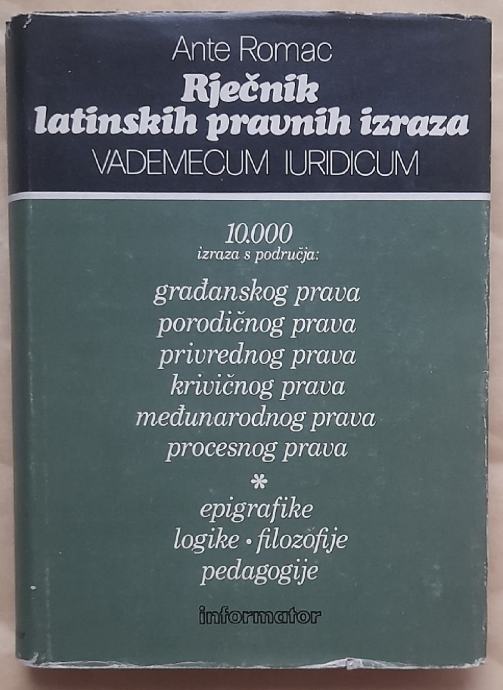 Ante Romac
Rječnik
latinskih pravnih izraza
VADEMECUM IURIDICUM
10.000
izraza s područja:
građanskog prava
porodičnog prava
privrednog prava
krivičnog prava
međunarodnog prava
procesnog prava
*
epigrafike
logike • filozofije
pedagogije
informator